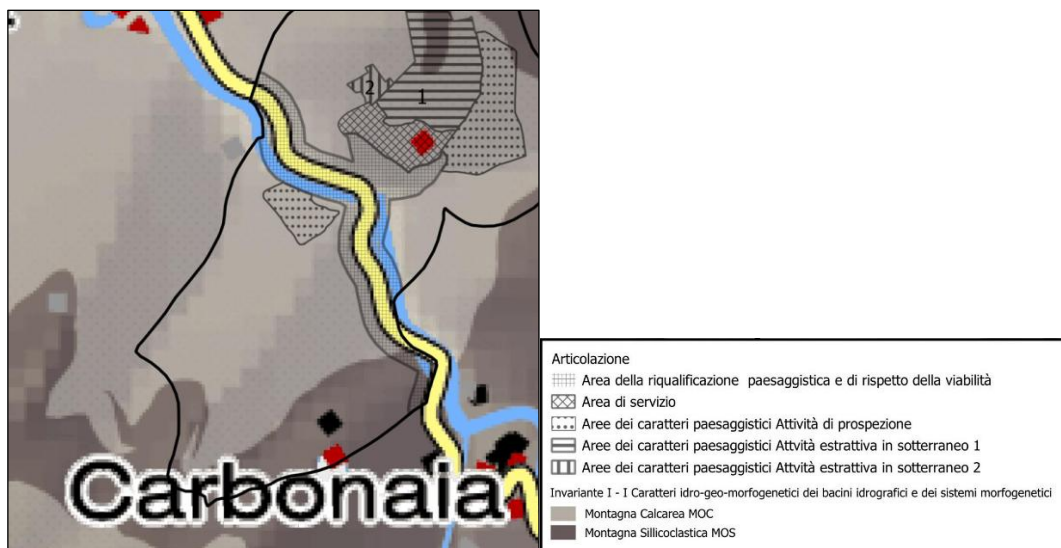 2
1
Carbonaia
Articolazione
Area della riqualificazione paesaggistica e di rispetto della viabilità
Area di servizio
Aree dei caratteri paesaggistici Attività di prospezione
Aree dei caratteri paesaggistici Attvità estrattiva in sotterraneo 1
Aree dei caratteri paesaggistici Attvità estrattiva in sotterraneo 2
Invariante I - I Caratteri idro-geo-morfogenetici dei bacini idrografici e dei sistemi morfogenetici
Montagna Calcarea MOC
Montagna Sillicoclastica MOS